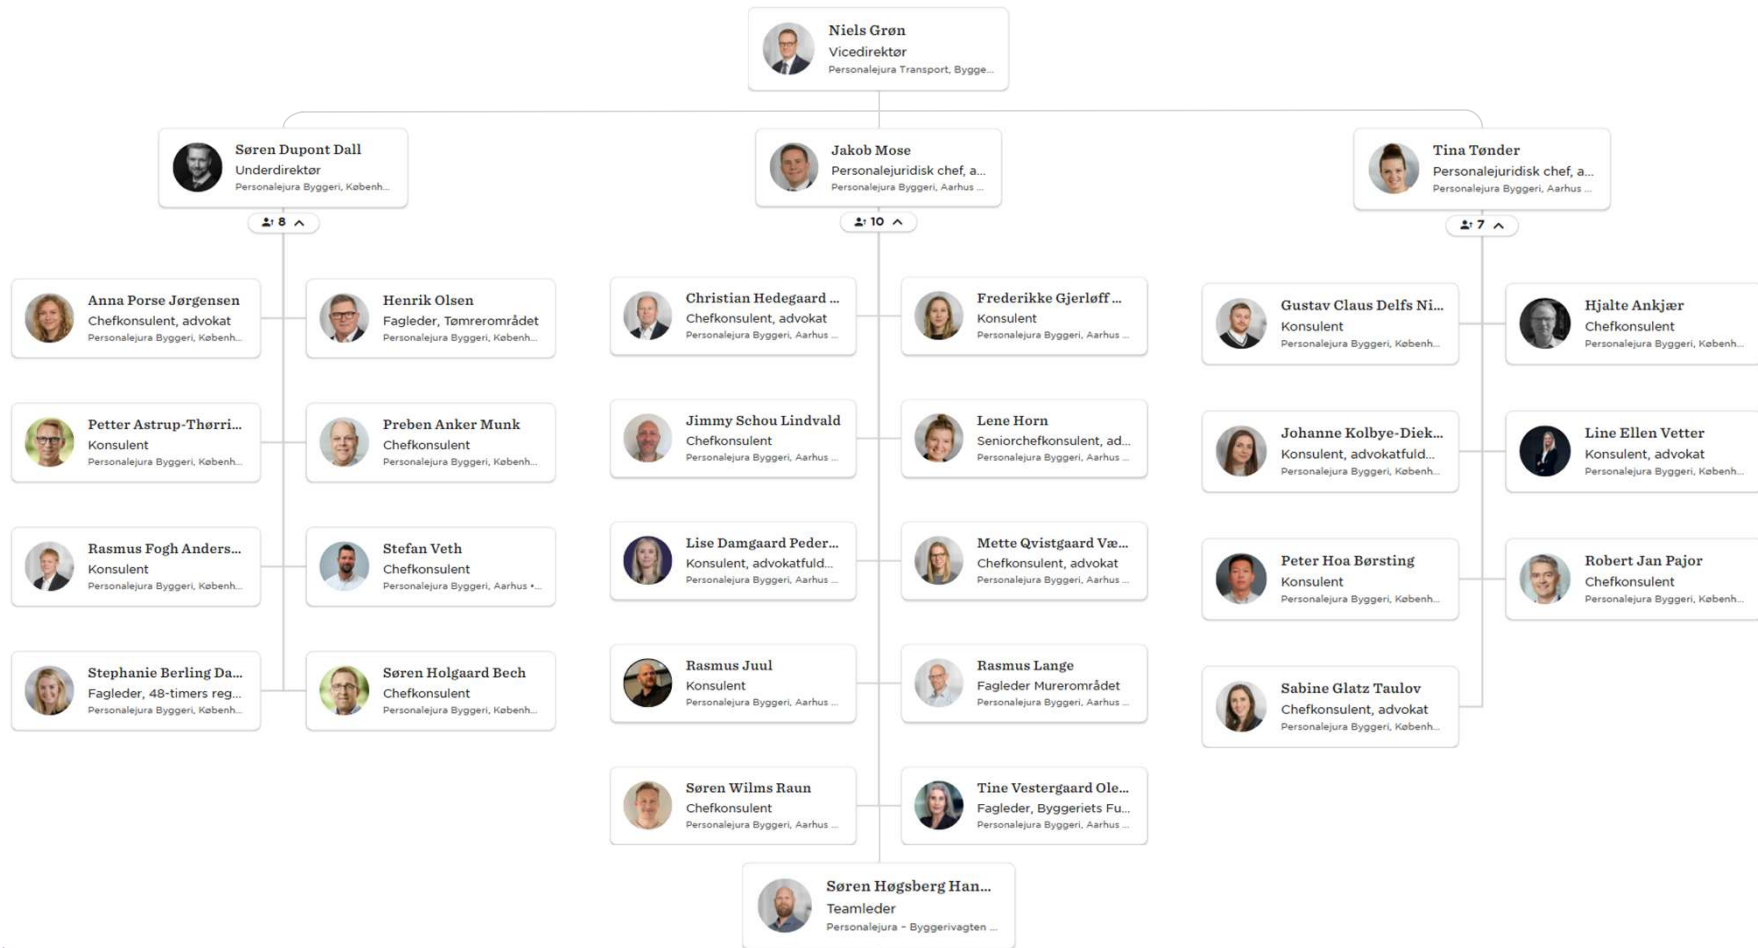 Niels Grøn
Vicedirektør
Personalejura Transport, Bygge...
Søren Dupont Dall
Underdirektør
Personalejura Byggeri, Københ...
8
Jakob Mose
Personalejuridisk chef, a...
Personalejura Byggeri, Aarhus ...
10
Tina Tønder
Personalejuridisk chef, a...
Personalejura Byggeri, Aarhus ...
7
Anna Porse Jørgensen
Chefkonsulent, advokat
Personalejura Byggeri, Københ...
Henrik Olsen
Fagleder, Tømrerområdet
Personalejura Byggeri, Københ...
Petter Astrup-Thørri...
Konsulent
Personalejura Byggeri, Københ...
Preben Anker Munk
Chefkonsulent
Personalejura Byggeri, Københ...
Rasmus Fogh Anders...
Konsulent
Personalejura Byggeri, Københ...
Stefan Veth
Chefkonsulent
Personalejura Byggeri, Aarhus •...
Stephanie Berling Da...
Fagleder, 48-timers reg...
Personalejura Byggeri, Københ...
Søren Holgaard Bech
Chefkonsulent
Personalejura Byggeri, Københ...
Christian Hedegaard ...
Chefkonsulent, advokat
Personalejura Byggeri, Aarhus ...
Frederikke Gjerløff ...
Konsulent
Personalejura Byggeri, Aarhus ...
Jimmy Schou Lindvald
Chefkonsulent
Personalejura Byggeri, Aarhus ...
Lene Horn
Seniorchefkonsulent, ad...
Personalejura Byggeri, Aarhus ...
Lise Damgaard Peder...
Konsulent, advokatfuld...
Personalejura Byggeri, Aarhus ...
Mette Qvistgaard Væ...
Chefkonsulent, advokat
Personalejura Byggeri, Aarhus ...
Rasmus Juul
Konsulent
Personalejura Byggeri, Aarhus ...
Rasmus Lange
Fagleder Murerområdet
Personalejura Byggeri, Aarhus ...
Søren Wilms Raun
Chefkonsulent
Personalejura Byggeri, Aarhus ...
Tine Vestergaard Ole...
Fagleder, Byggeriets Fu...
Personalejura Byggeri, Aarhus ...
Søren Høgsberg Han...
Teamleder
Personalejura – Byggerivagten ...
Gustav Claus Delfs Ni...
Konsulent
Personalejura Byggeri, Københ...
Hjalte Ankjær
Chefkonsulent
Personalejura Byggeri, Københ...
Johanne Kolbye-Diek...
Konsulent, advokatfuld...
Personalejura Byggeri, Københ...
Line Ellen Vetter
Konsulent, advokat
Personalejura Byggeri, Københ...
Peter Hoa Børsting
Konsulent
Personalejura Byggeri, Københ...
Robert Jan Pajor
Chefkonsulent
Personalejura Byggeri, Københ...
Sabine Glatz Taulov
Chefkonsulent, advokat
Personalejura Byggeri, Københ...